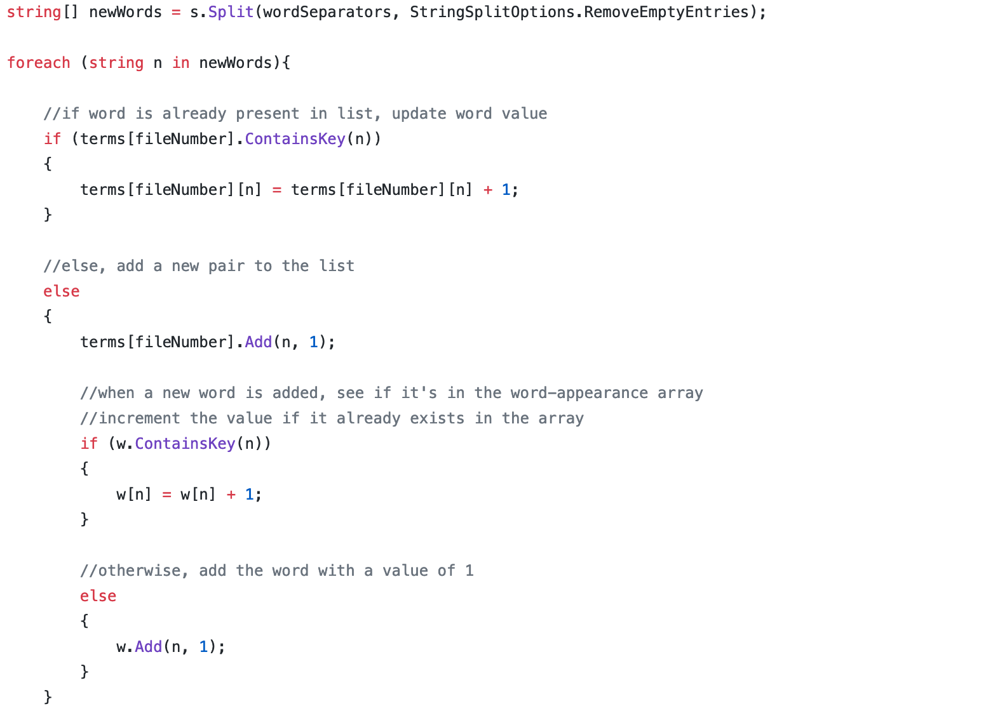 string[] newWords = s.Split(wordSeparators, StringSplitOptions.RemoveEmptyEntries);
foreach (string n in newWords){
//if word is already present in list, update word value
if (terms[fileNumber].ContainsKey(n))
{
terms[fileNumber][n] = terms[fileNumber][n] + 1;
}
//else, add a new pair to the list
else
{
terms[fileNumber].Add(n, 1);
//when a new word is added, see if it's in the word-appearance array
//increment the value if it already exists in the array
if (w.ContainsKey(n))
{
w[n] = w[n] + 1;
}
//otherwise, add the word with a value of 1
else
{
w.Add(n, 1);
}
}